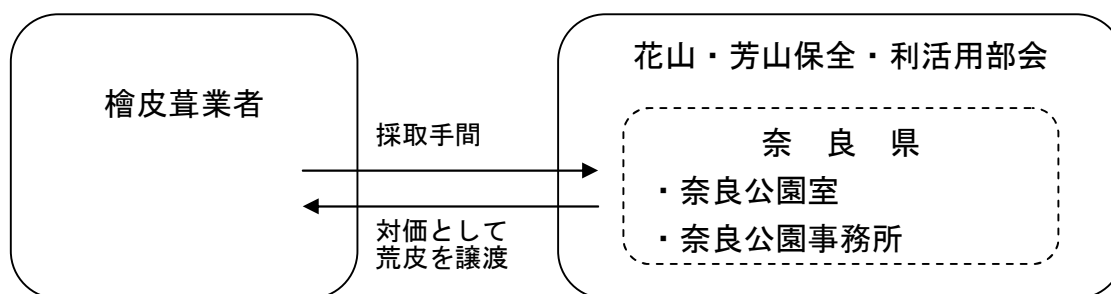 檜皮葺業者
採取手間
対価として
荒皮を譲渡
花山・芳山保全・利活用部会
奈 良 県
・奈良公園室
・奈良公園事務所